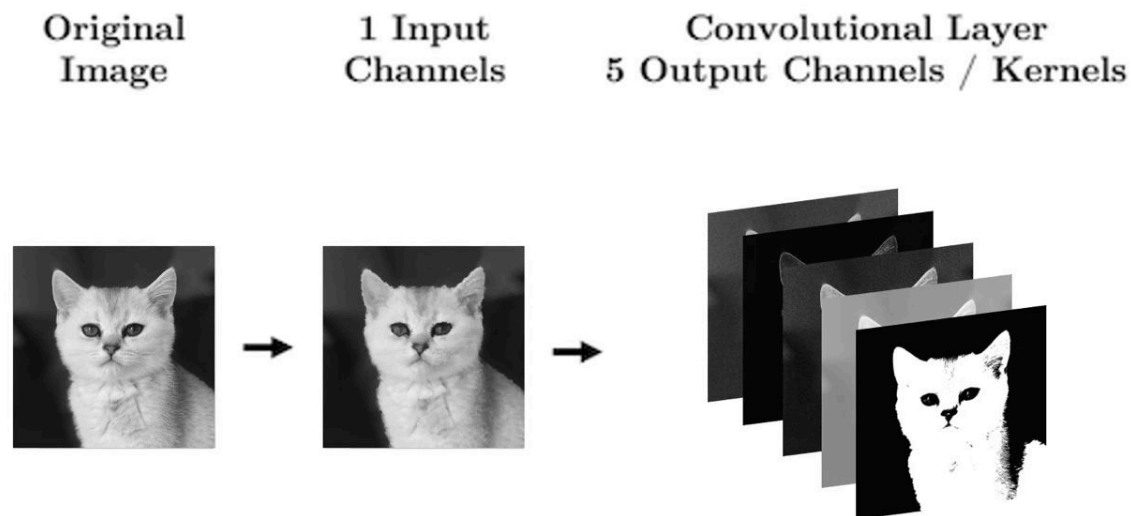 Original
Image
1 Input
Channels
Convolutional Layer
5 Output Channels / Kernels